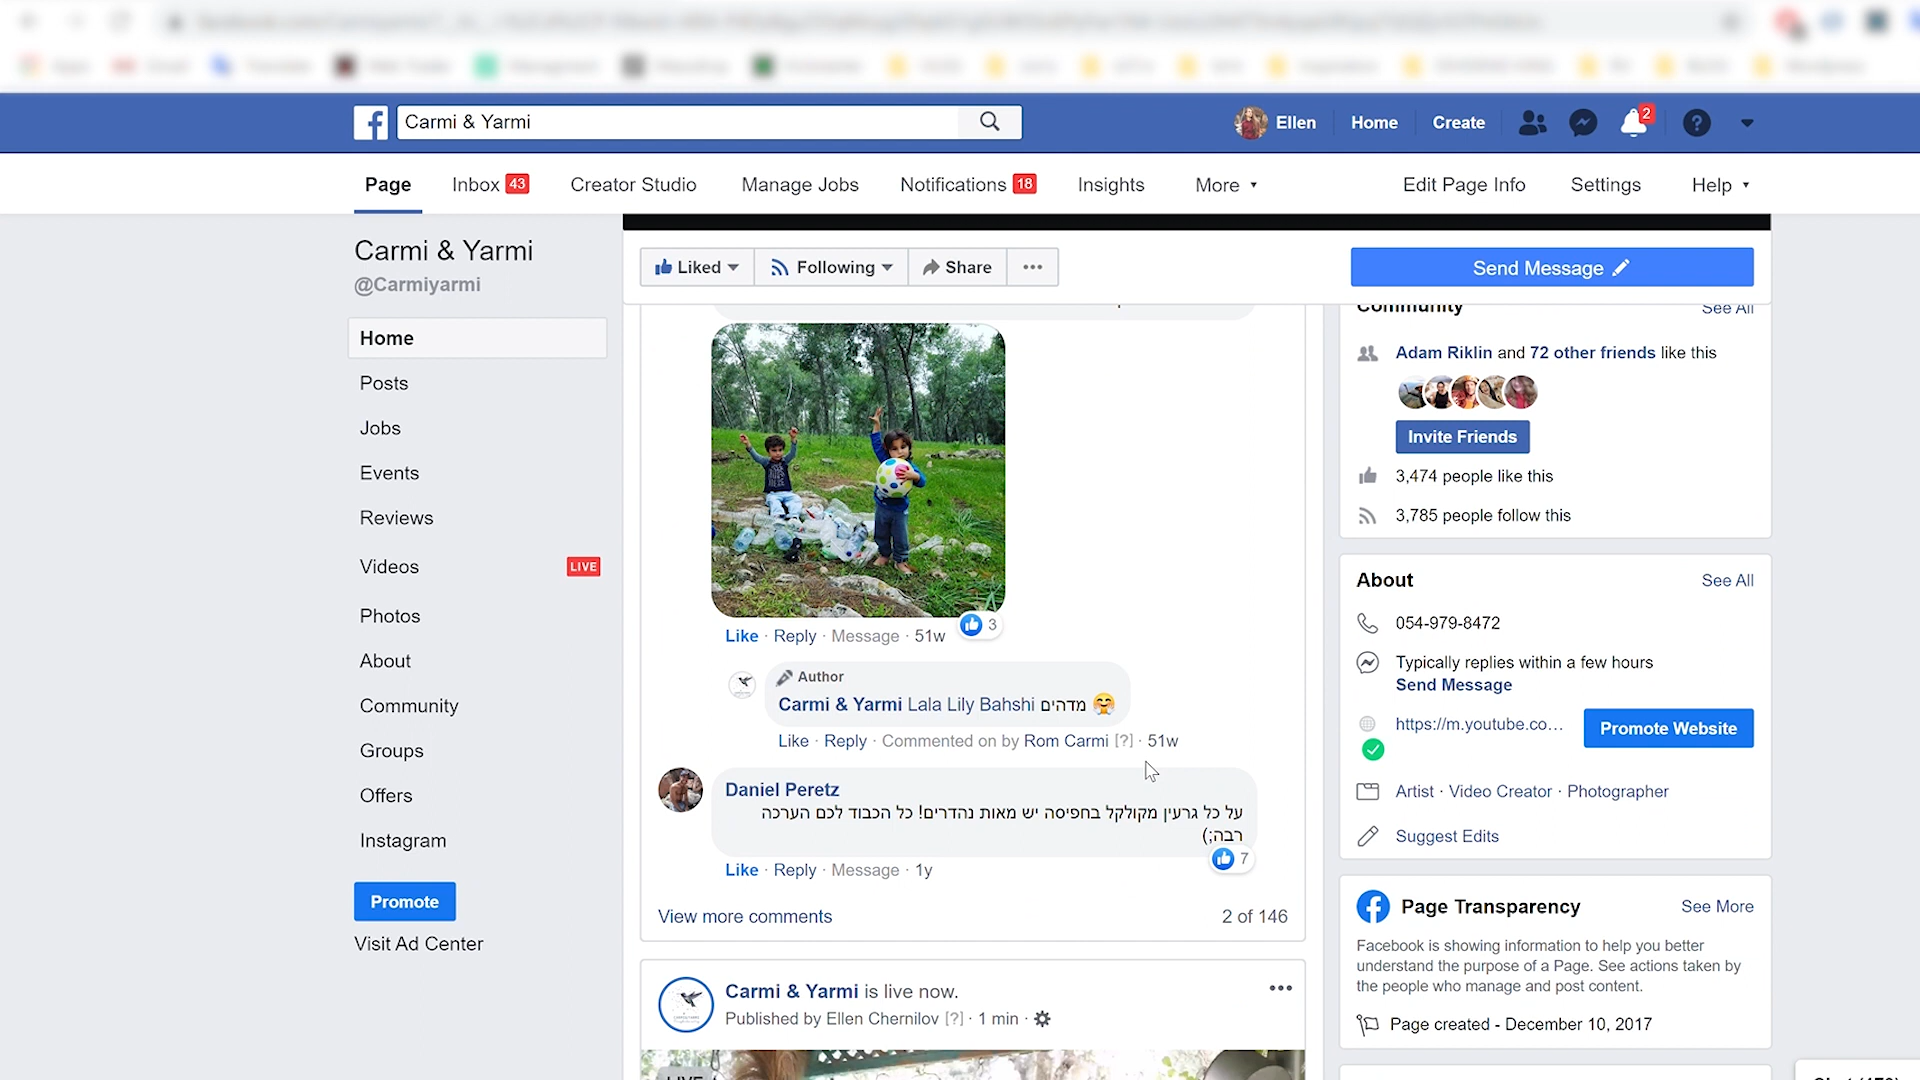 Carmi & Yarmi
Ellen
Home
Create
2
Page
Inbox 43
Creator Studio
Manage Jobs
Notifications 18
Insights
More
Edit Page Info
Settings
Help
Carmi & Yarmi
@Carmiyarmi
Home
Posts
Jobs
Events
Reviews
Videos
LIVE
Photos
About
Community
Groups
Offers
Instagram
Promote
Visit Ad Center
Liked
Following
Share
Send Message
Like · Reply · Message · 51w
3
Author
Carmi & Yarmi Lala Lily Bahshi מדהים
Like · Reply · Commented on by Rom Carmi [?] · 51w
Daniel Peretz
על כל גרעין מקולקל בחפיסה יש מאות נהדרים! כל הכבוד לכם הערכה
רבה;)
7
Like · Reply · Message · 1y
View more comments
2 of 146
Carmi & Yarmi is live now.
Published by Ellen Chernilov [?] · 1 min ·
LIVE
Community
See All
Adam Riklin and 72 other friends like this
Invite Friends
3,474 people like this
3,785 people follow this
About
See All
054-979-8472
Typically replies within a few hours
Send Message
https://m.youtube.co...
Promote Website
Artist · Video Creator · Photographer
Suggest Edits
Page Transparency
See More
Facebook is showing information to help you better
understand the purpose of a Page. See actions taken by
the people who manage and post content.
Page created - December 10, 2017